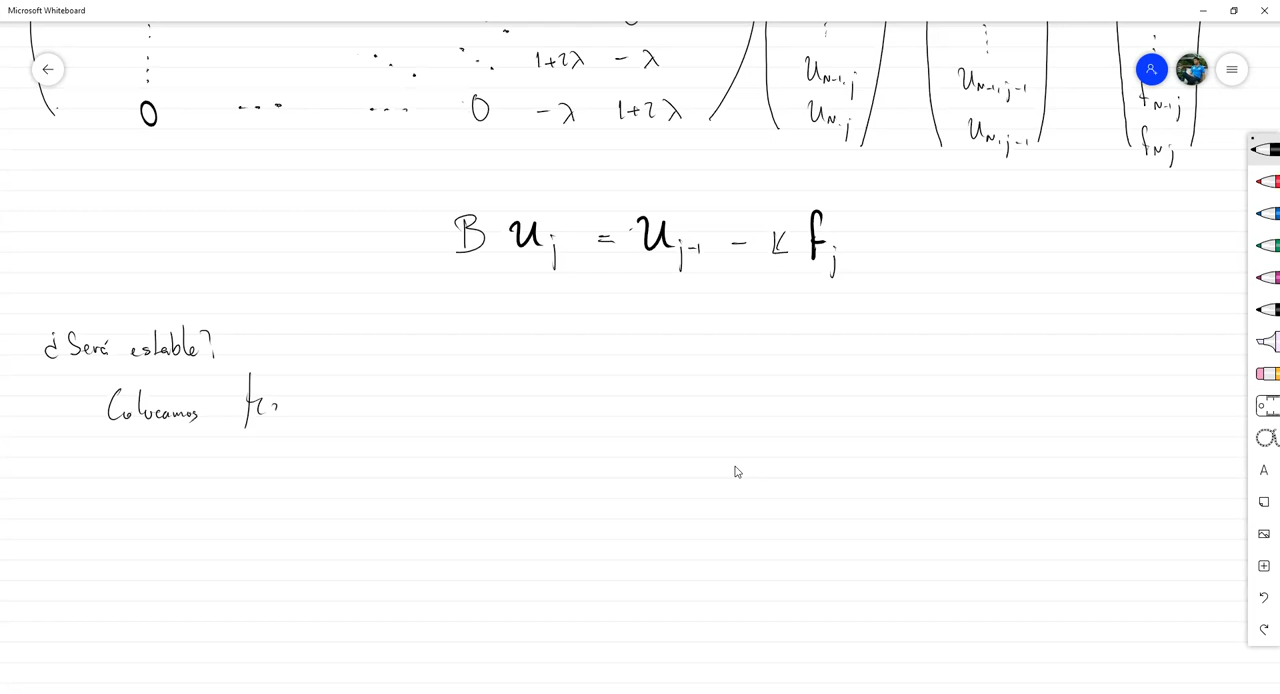 Microsoft Whiteboard
1+2λ -λ u_{N-1,j} u_{N-1,j-1} f_{N-1,j}
0 ... ... 0 -λ 1+2λ u_{N,j} u_{N,j-1} f_{N,j}
B u_j = u_{j-1} - k f_j
¿Será estable?
Colocamos
A